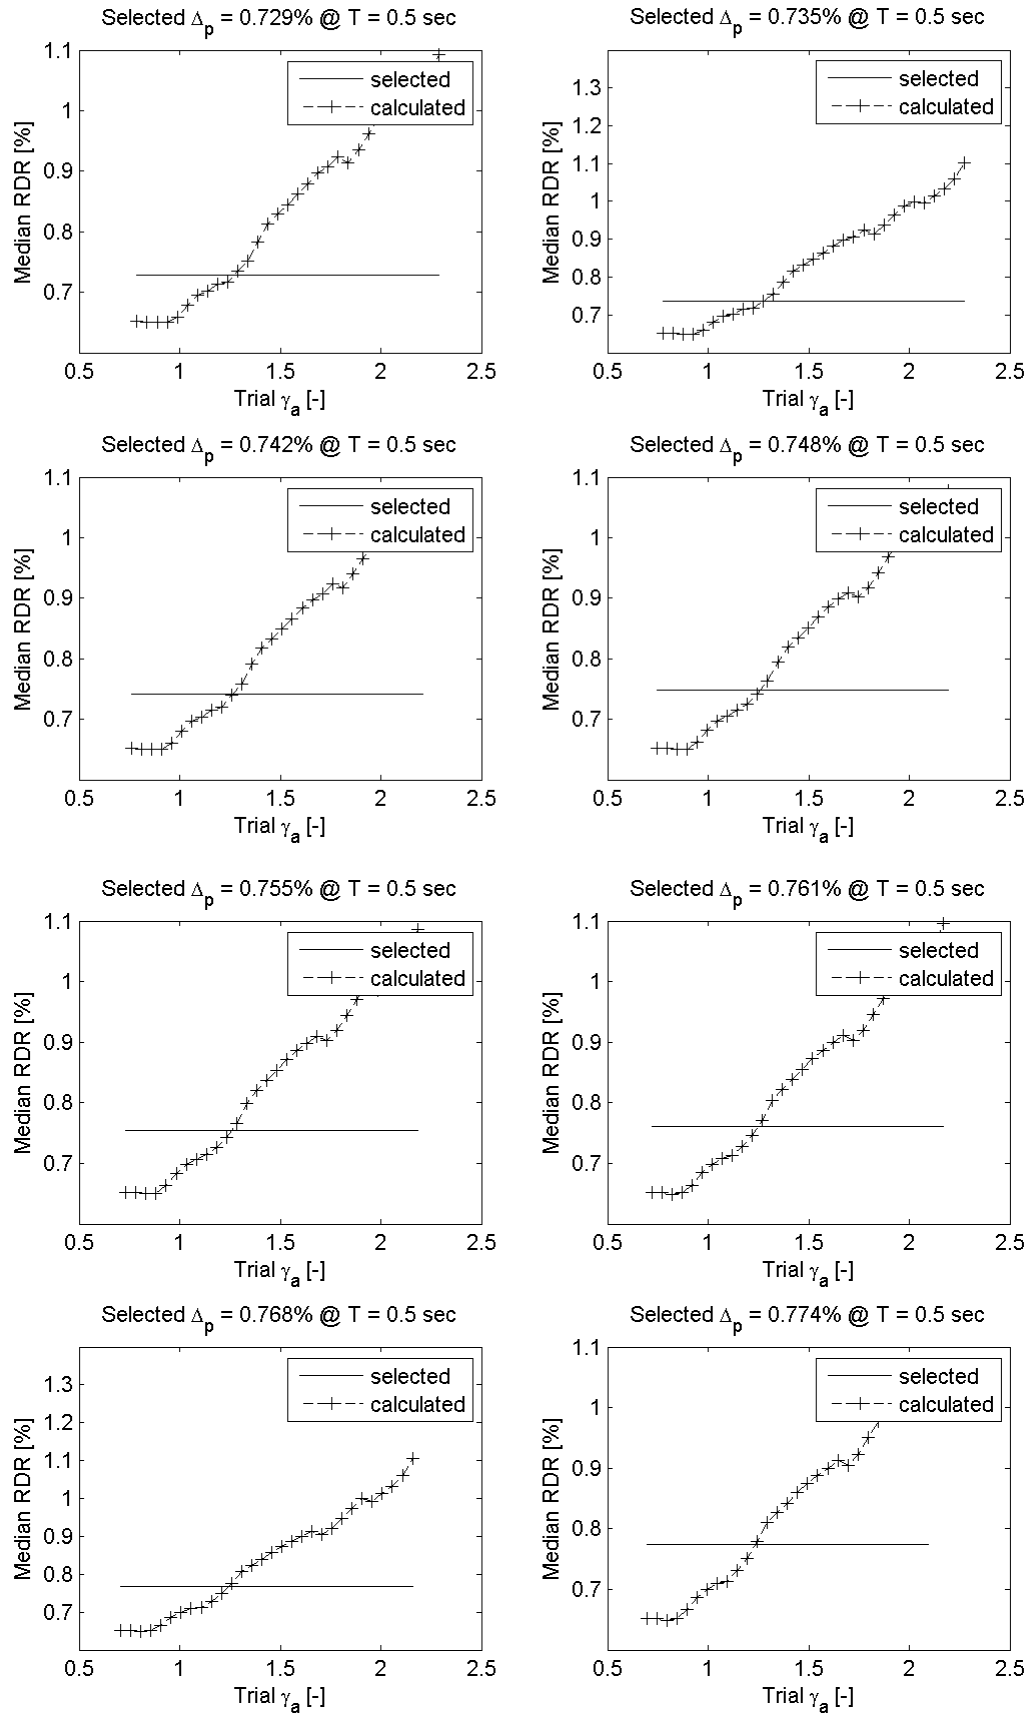 Selected Δp = 0.729% @ T = 0.5 sec
1.1
1
0.9
0.8
0.7
Median RDR [%]
selected
calculated
0.5 1 1.5 2 2.5
Trial γa [-]
Selected Δp = 0.735% @ T = 0.5 sec
1.3
1.2
1.1
1
0.9
0.8
0.7
Median RDR [%]
selected
calculated
0.5 1 1.5 2 2.5
Trial γa [-]
Selected Δp = 0.742% @ T = 0.5 sec
1.1
1
0.9
0.8
0.7
Median RDR [%]
selected
calculated
0.5 1 1.5 2 2.5
Trial γa [-]
Selected Δp = 0.748% @ T = 0.5 sec
1.1
1
0.9
0.8
0.7
Median RDR [%]
selected
calculated
0.5 1 1.5 2 2.5
Trial γa [-]
Selected Δp = 0.755% @ T = 0.5 sec
1.1
1
0.9
0.8
0.7
Median RDR [%]
selected
calculated
0.5 1 1.5 2 2.5
Trial γa [-]
Selected Δp = 0.761% @ T = 0.5 sec
1.1
1
0.9
0.8
0.7
Median RDR [%]
selected
calculated
0.5 1 1.5 2 2.5
Trial γa [-]
Selected Δp = 0.768% @ T = 0.5 sec
1.3
1.2
1.1
1
0.9
0.8
0.7
Median RDR [%]
selected
calculated
0.5 1 1.5 2 2.5
Trial γa [-]
Selected Δp = 0.774% @ T = 0.5 sec
1.1
1
0.9
0.8
0.7
Median RDR [%]
selected
calculated
0.5 1 1.5 2 2.5
Trial γa [-]